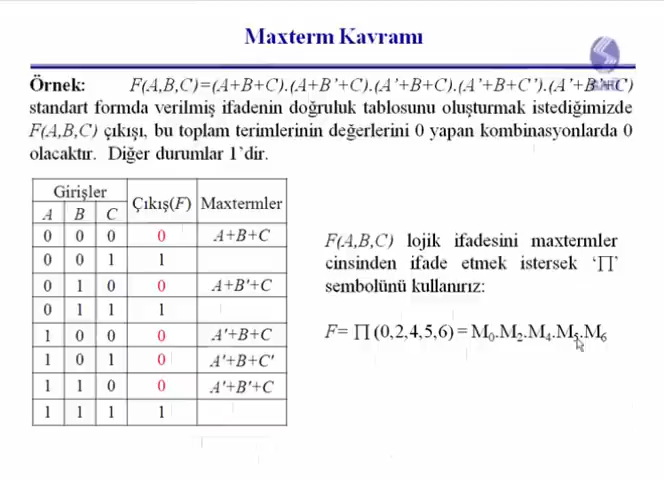 Maxterm Kavramı
Örnek: F(A,B,C)=(A+B+C).(A+B’+C).(A’+B+C).(A’+B+C’).(A’+B’+C)
standart formda verilmiş ifadenin doğruluk tablosunu oluşturmak istediğimizde
F(A,B,C) çıkışı, bu toplam terimlerinin değerlerini 0 yapan kombinasyonlarda 0
olacaktır. Diğer durumlar 1’dir.
Girişler Çıkış(F) Maxtermler
A B C
0 0 0 0 A+B+C
0 0 1 1
0 1 0 0 A+B'+C
0 1 1 1
1 0 0 0 A'+B+C
1 0 1 0 A'+B+C'
1 1 0 0 A'+B'+C
1 1 1 1
F(A,B,C) lojik ifadesini maxtermler
cinsinden ifade etmek istersek ‘∏’
sembolünü kullanırız:
F= ∏ (0,2,4,5,6) = M₀.M₂.M₄.M₅.M₆